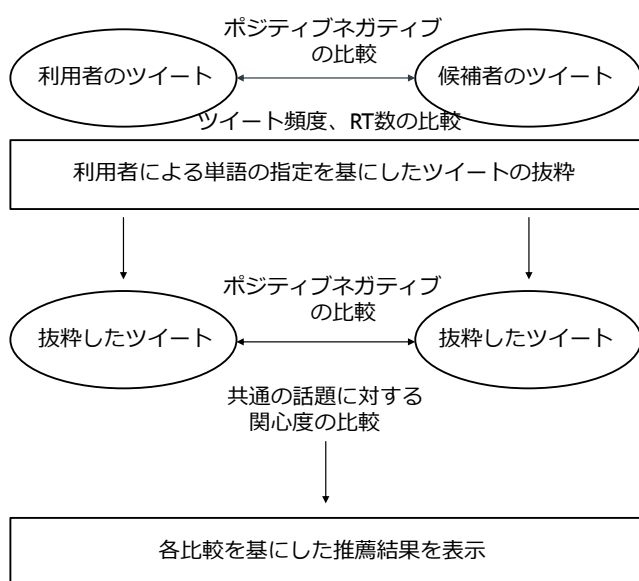 ポジティブネガティブ
の比較
利用者のツイート
候補者のツイート
ツイート頻度、RT数の比較
利用者による単語の指定を基にしたツイートの抜粋
ポジティブネガティブ
の比較
抜粋したツイート
抜粋したツイート
共通の話題に対する
関心度の比較
各比較を基にした推薦結果を表示